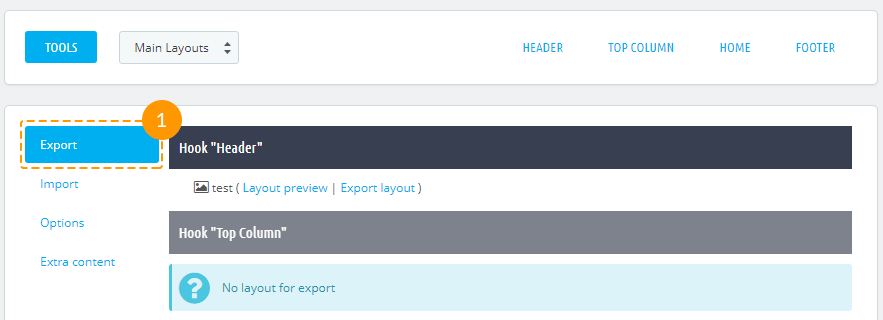 TOOLS Main Layouts HEADER TOP COLUMN HOME FOOTER
1
Export
Hook "Header"
Import
test ( Layout preview | Export layout )
Options
Hook "Top Column"
Extra content
? No layout for export